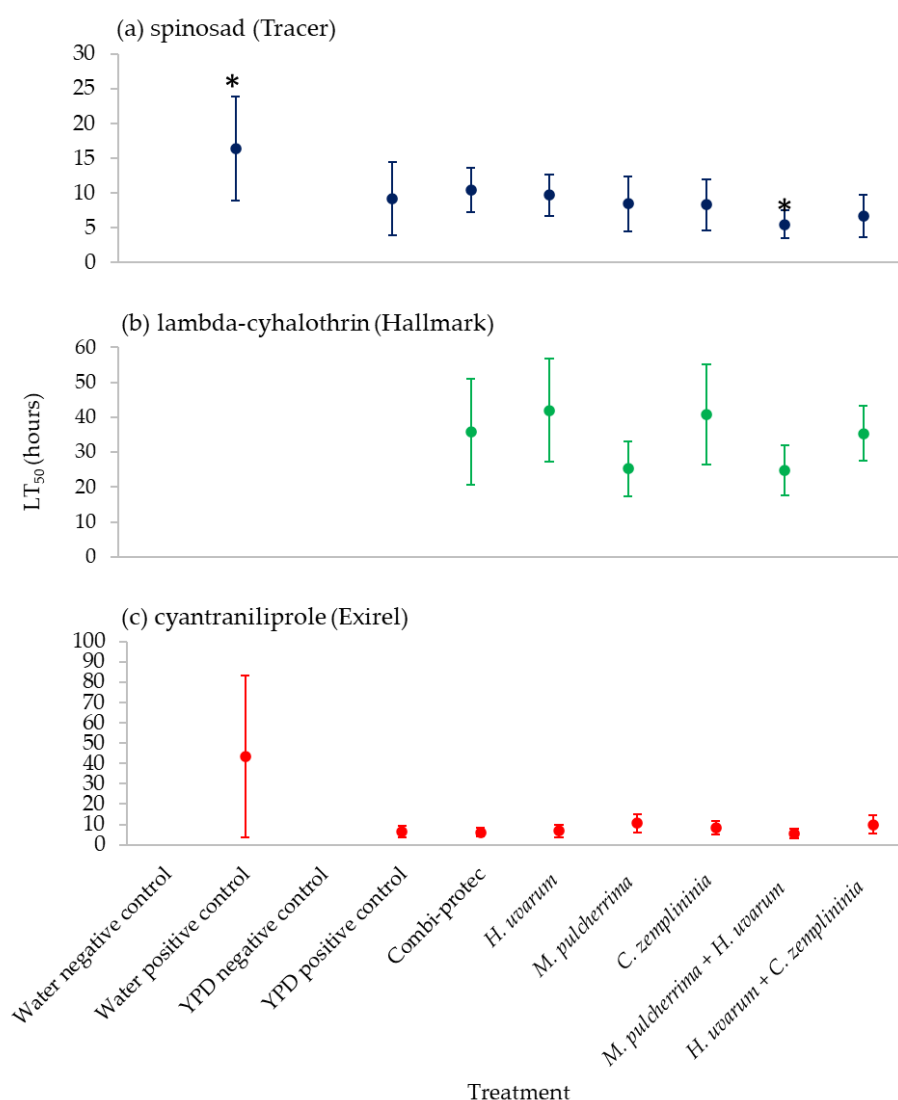 (a) spinosad (Tracer)
30
25
20
15
10
5
0
*
*
(b) lambda-cyhalothrin (Hallmark)
60
50
40
30
20
10
0
LT₅₀ (hours)
(c) cyantraniliprole (Exirel)
100
90
80
70
60
50
40
30
20
10
0
Water negative control
Water positive control
YPD negative control
YPD positive control
Combi-protec
H. uvarum
M. pulcherrima
C. zemplininia
M. pulcherrima + H. uvarum
H. uvarum + C. zemplininia
Treatment